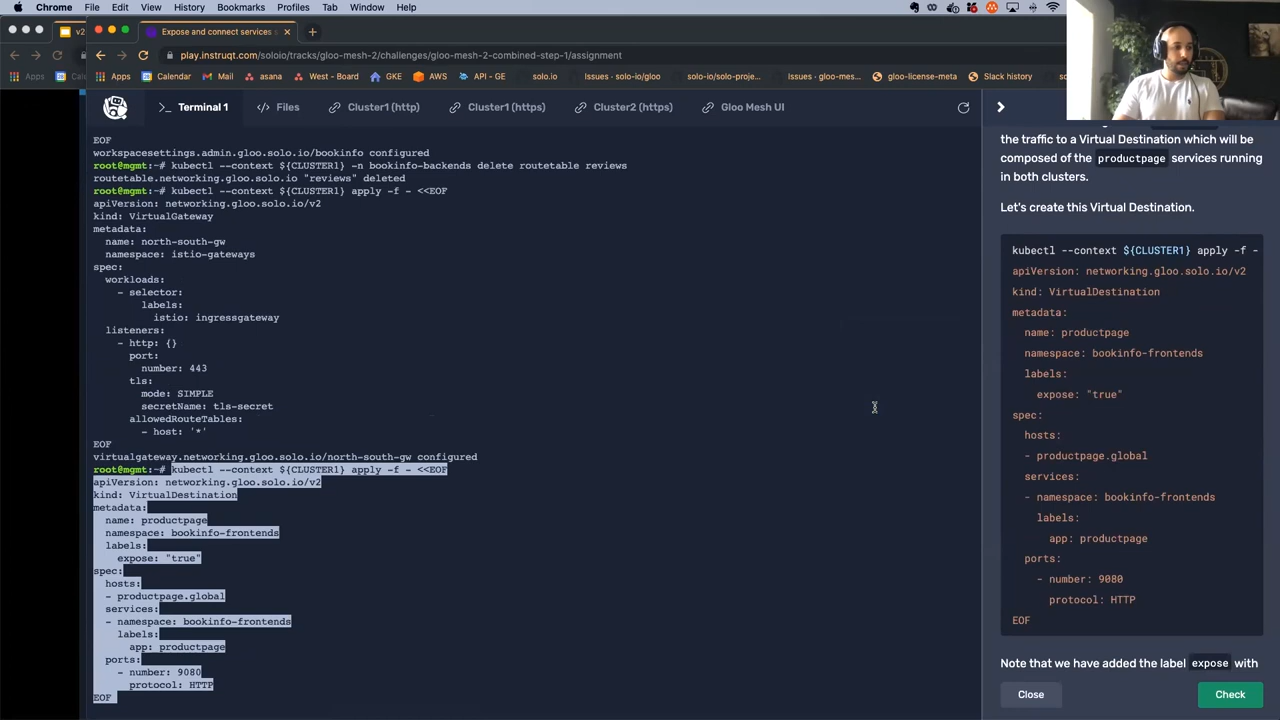 Chrome File Edit View History Bookmarks Profiles Tab Window Help
v2
Expose and connect services
play.instruqt.com/soloio/tracks/gloo-mesh-2/challenges/gloo-mesh-2-combined-step-1/assignment
Apps
Apps Calendar Mail asana West - Board GKE AWS API - GE solo.io Issues · solo-io/gloo solo-io/solo-proje... Issues · gloo-mes... gloo-license-meta Slack history
>_ Terminal 1 Files Cluster1 (http) Cluster1 (https) Cluster2 (https) Gloo Mesh UI
EOF
workspacesettings.admin.gloo.solo.io/bookinfo configured
root@mgmt:~# kubectl --context ${CLUSTER1} -n bookinfo-backends delete routetable reviews
routetable.networking.gloo.solo.io "reviews" deleted
root@mgmt:~# kubectl --context ${CLUSTER1} apply -f - <<EOF
apiVersion: networking.gloo.solo.io/v2
kind: VirtualGateway
metadata:
  name: north-south-gw
  namespace: istio-gateways
spec:
  workloads:
    - selector:
        labels:
          istio: ingressgateway
  listeners:
    - http: {}
      port:
        number: 443
      tls:
        mode: SIMPLE
        secretName: tls-secret
      allowedRouteTables:
        - host: '*'
EOF
virtualgateway.networking.gloo.solo.io/north-south-gw configured
root@mgmt:~# kubectl --context ${CLUSTER1} apply -f - <<EOF
apiVersion: networking.gloo.solo.io/v2
kind: VirtualDestination
metadata:
  name: productpage
  namespace: bookinfo-frontends
  labels:
    expose: "true"
spec:
  hosts:
  - productpage.global
  services:
  - namespace: bookinfo-frontends
    labels:
      app: productpage
  ports:
    - number: 9080
      protocol: HTTP
EOF
the traffic to a Virtual Destination which will be
composed of the productpage services running
in both clusters.
Let's create this Virtual Destination.
kubectl --context ${CLUSTER1} apply -f -
apiVersion: networking.gloo.solo.io/v2
kind: VirtualDestination
metadata:
  name: productpage
  namespace: bookinfo-frontends
  labels:
    expose: "true"
spec:
  hosts:
  - productpage.global
  services:
  - namespace: bookinfo-frontends
    labels:
      app: productpage
  ports:
    - number: 9080
      protocol: HTTP
EOF
Note that we have added the label expose with
Close Check